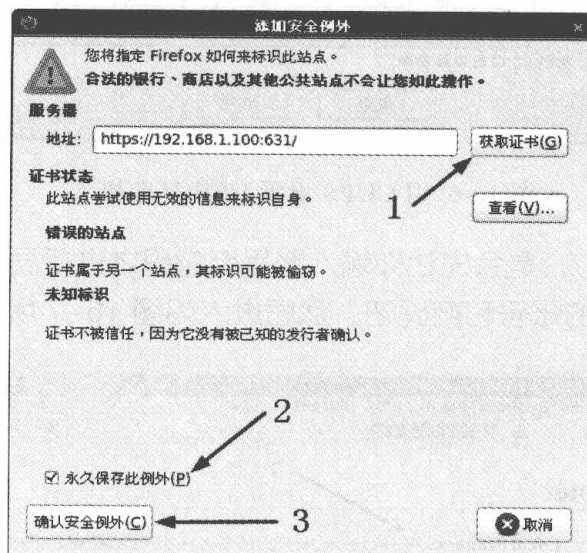 添加安全例外
您将指定 Firefox 如何来标识此站点。
合法的银行、商店以及其他公共站点不会让您如此操作。
服务器
地址: https://192.168.1.100:631/ 获取证书(G)
证书状态 1
此站点尝试使用无效的信息来标识自身。 查看(V)...
错误的站点
证书属于另一个站点,其标识可能被偷窃。
未知标识
证书不被信任,因为它没有被已知的发行者确认。
2
永久保存此例外(P)
确认安全例外(C) 3 取消